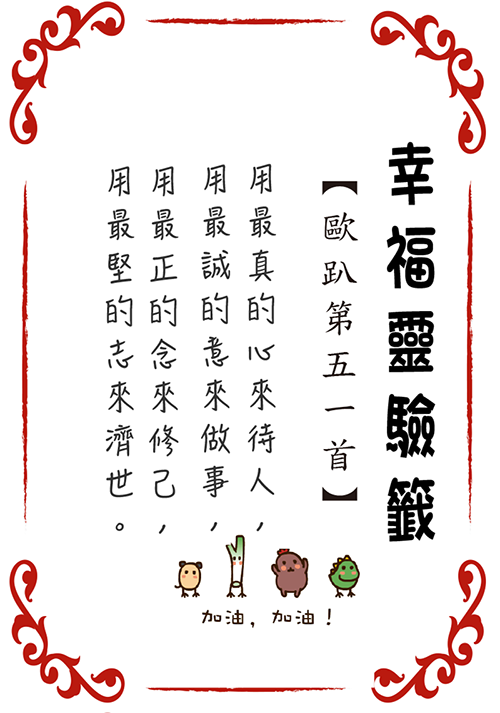 幸福靈驗籤
【歐趴第五一首】
用最真的心來待人,
用最誠的意來做事,
用最正的念來修己,
用最堅的志來濟世。
加油,加油!